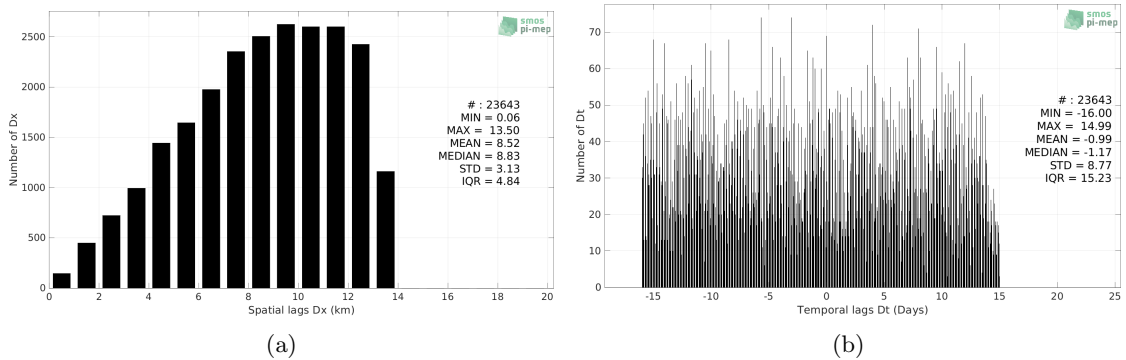 smos
pi-mep
2500
2000
1500
1000
500
0
Number of Dx
# : 23643
MIN = 0.06
MAX = 13.50
MEAN = 8.52
MEDIAN = 8.83
STD = 3.13
IQR = 4.84
0 2 4 6 8 10 12 14 16 18 20
Spatial lags Dx (km)
(a)
smos
pi-mep
70
60
50
40
30
20
10
0
Number of Dt
# : 23643
MIN = -16.00
MAX = 14.99
MEAN = -0.99
MEDIAN = -1.17
STD = 8.77
IQR = 15.23
-15 -10 -5 0 5 10 15 20 25
Temporal lags Dt (Days)
(b)